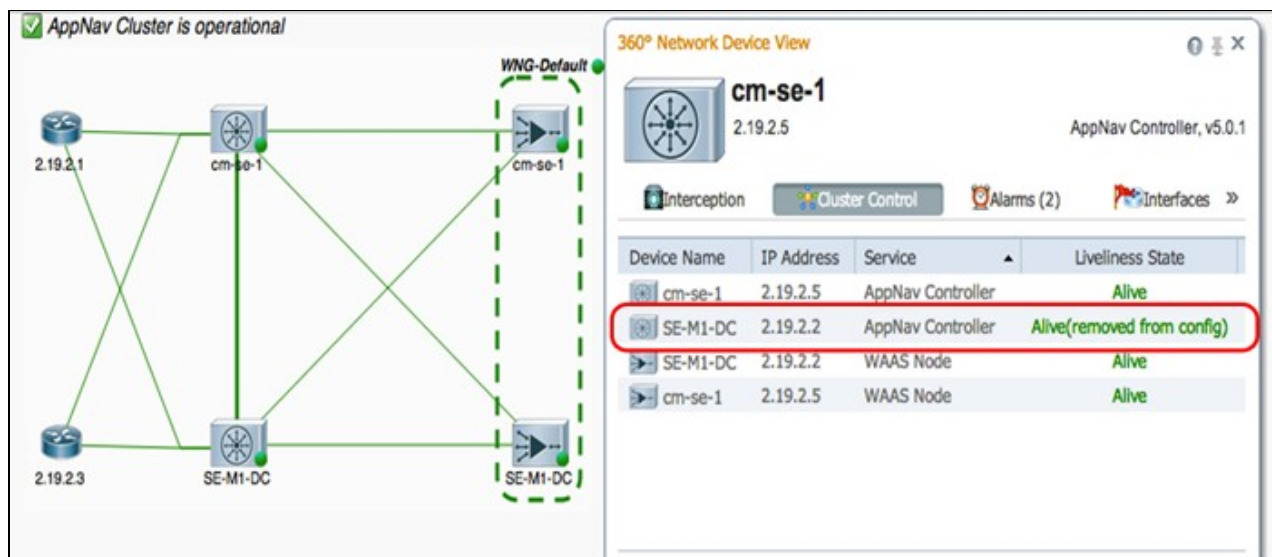 AppNav Cluster is operational
WNG-Default
2.19.2.1
cm-se-1
cm-se-1
2.19.2.3
SE-M1-DC
SE-M1-DC
360° Network Device View
cm-se-1
2.19.2.5
AppNav Controller, v5.0.1
Interception Cluster Control Alarms (2) Interfaces »
Device Name IP Address Service Liveliness State
cm-se-1 2.19.2.5 AppNav Controller Alive
SE-M1-DC 2.19.2.2 AppNav Controller Alive(removed from config)
SE-M1-DC 2.19.2.2 WAAS Node Alive
cm-se-1 2.19.2.5 WAAS Node Alive